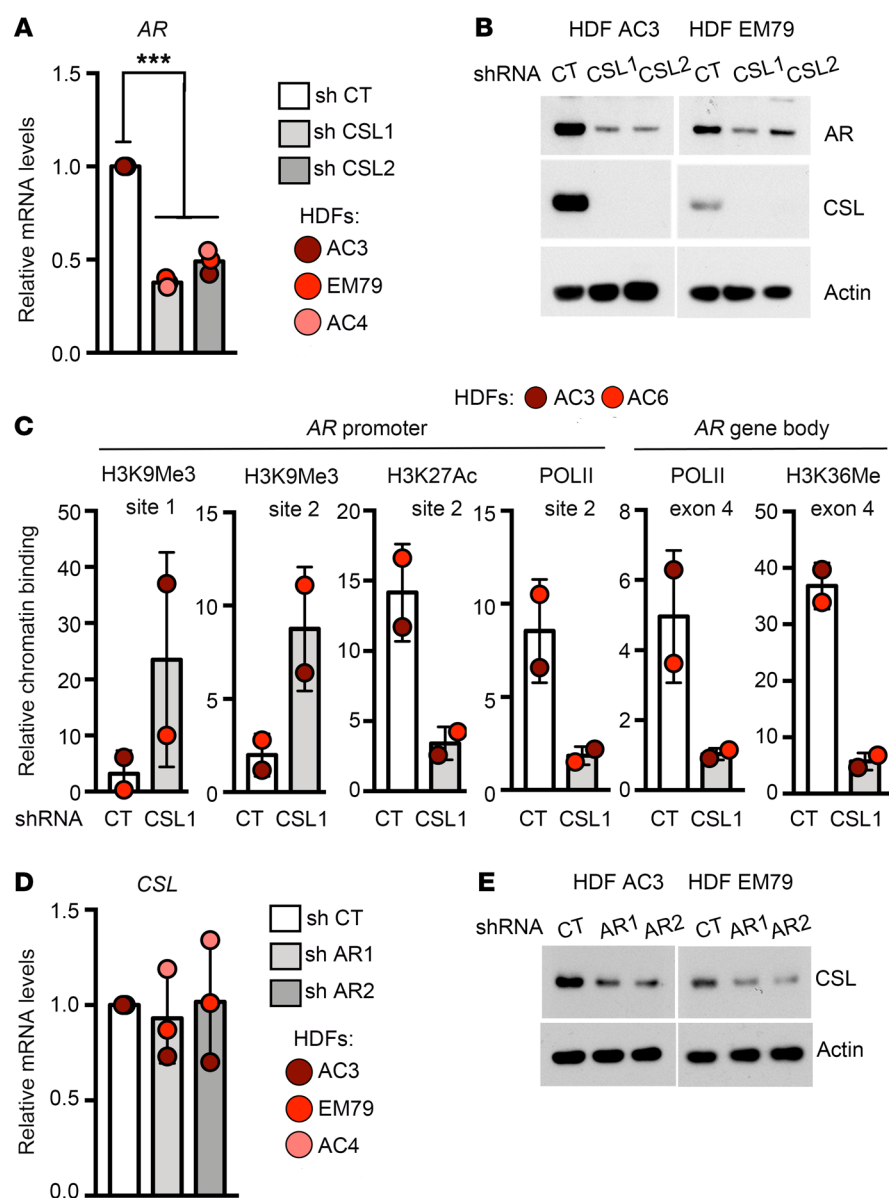 A
AR
***
Relative mRNA levels
1.5
1.0
0.5
0.0
sh CT
sh CSL1
sh CSL2
HDFs:
AC3
EM79
AC4
B
HDF AC3 HDF EM79
shRNA CT CSL1 CSL2 CT CSL1 CSL2
AR
CSL
Actin
HDFs: AC3 AC6
C
AR promoter AR gene body
Relative chromatin binding
H3K9Me3
site 1
50
40
30
20
10
0
H3K9Me3
site 2
15
10
5
0
H3K27Ac
site 2
20
15
10
5
0
POLII
site 2
15
10
5
0
POLII
exon 4
8
6
4
2
0
H3K36Me
exon 4
50
40
30
20
10
0
shRNA CT CSL1 CT CSL1 CT CSL1 CT CSL1 CT CSL1 CT CSL1
D
CSL
Relative mRNA levels
1.5
1.0
0.5
0.0
sh CT
sh AR1
sh AR2
HDFs:
AC3
EM79
AC4
E
HDF AC3 HDF EM79
shRNA CT AR1 AR2 CT AR1 AR2
CSL
Actin